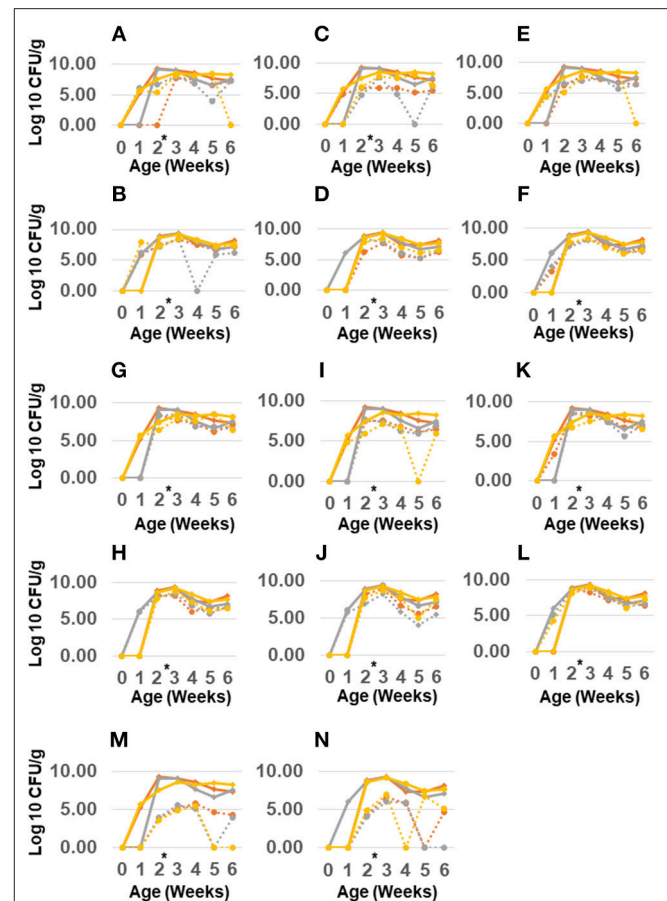 A C E
Log 10 CFU/g
10.00 10.00 10.00
5.00 5.00 5.00
0.00 0.00 0.00
0 1 2 3 4 5 6 0 1 2 3 4 5 6 0 1 2 3 4 5 6
* *
Age (Weeks) Age (Weeks) Age (Weeks)
B D F
Log 10 CFU/g
10.00 10.00 10.00
5.00 5.00 5.00
0.00 0.00 0.00
0 1 2 3 4 5 6 0 1 2 3 4 5 6 0 1 2 3 4 5 6
* * *
Age (Weeks) Age (Weeks) Age (Weeks)
G I K
Log 10 CFU/g
10.00 10.00 10.00
5.00 5.00 5.00
0.00 0.00 0.00
0 1 2 3 4 5 6 0 1 2 3 4 5 6 0 1 2 3 4 5 6
* * *
Age (Weeks) Age (Weeks) Age (Weeks)
H J L
Log 10 CFU/g
10.00 10.00 10.00
5.00 5.00 5.00
0.00 0.00 0.00
0 1 2 3 4 5 6 0 1 2 3 4 5 6 0 1 2 3 4 5 6
* * *
Age (Weeks) Age (Weeks) Age (Weeks)
M N
Log 10 CFU/g
10.00 10.00
5.00 5.00
0.00 0.00
0 1 2 3 4 5 6 0 1 2 3 4 5 6
* *
Age (Weeks) Age (Weeks)